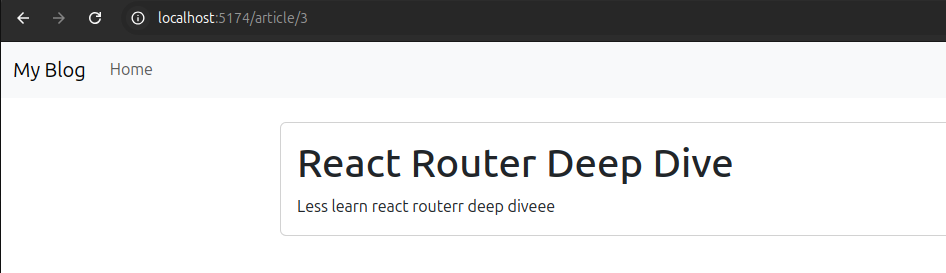 localhost:5174/article/3
My Blog Home
React Router Deep Dive
Less learn react routerr deep diveee